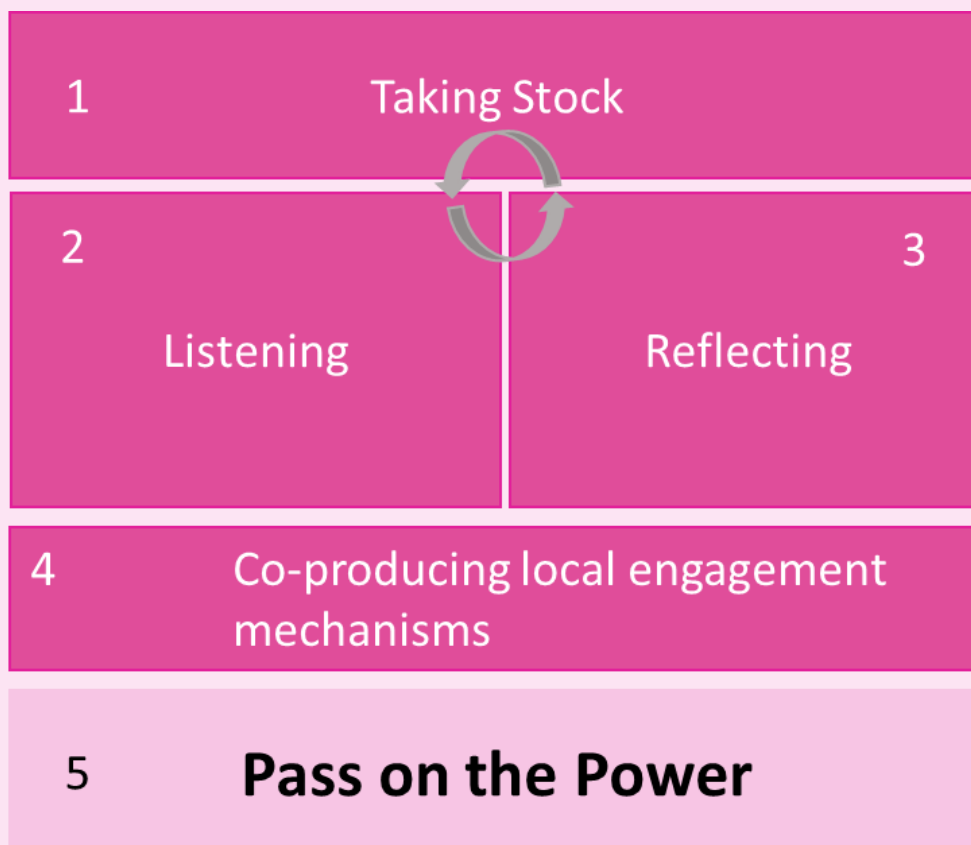 1 Taking Stock
2
3
Listening
Reflecting
4 Co-producing local engagement
mechanisms
5 Pass on the Power